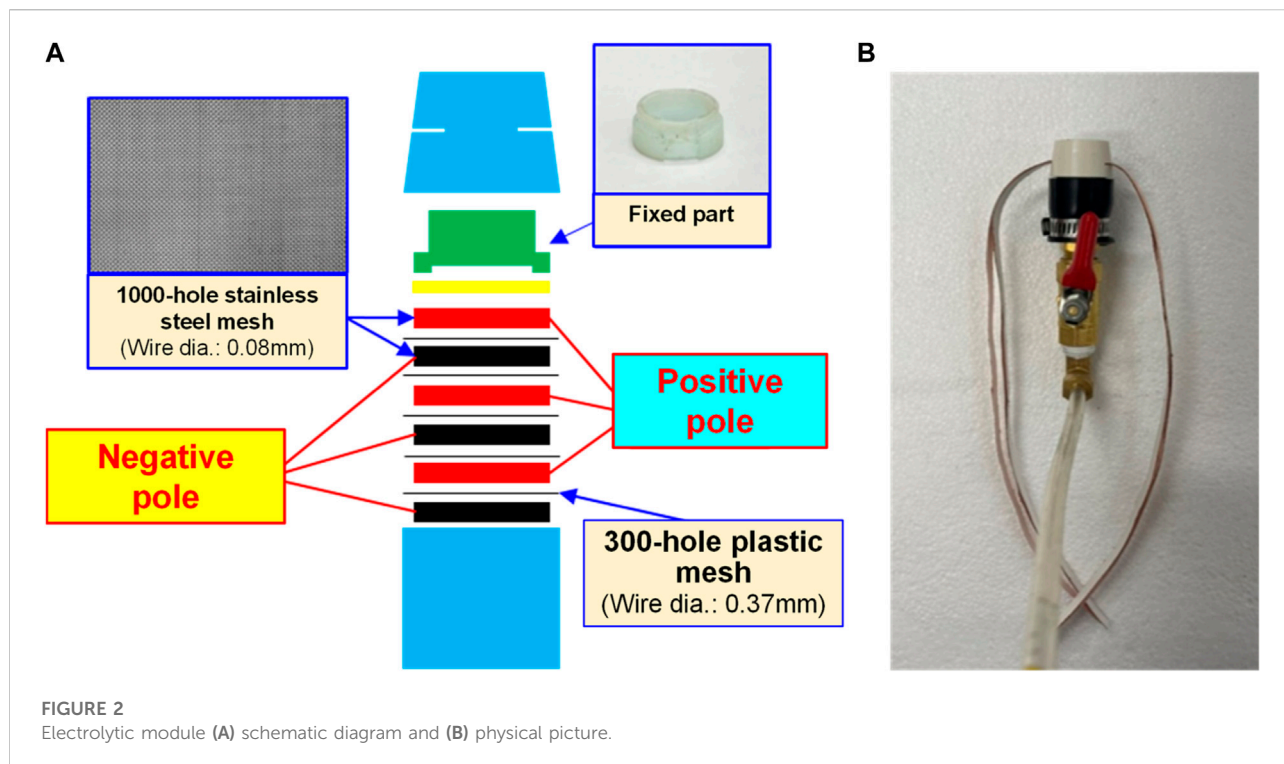 A
B
Fixed part
1000-hole stainless
steel mesh
(Wire dia.: 0.08mm)
Positive
pole
Negative
pole
300-hole plastic
mesh
(Wire dia.: 0.37mm)
FIGURE 2
Electrolytic module (A) schematic diagram and (B) physical picture.